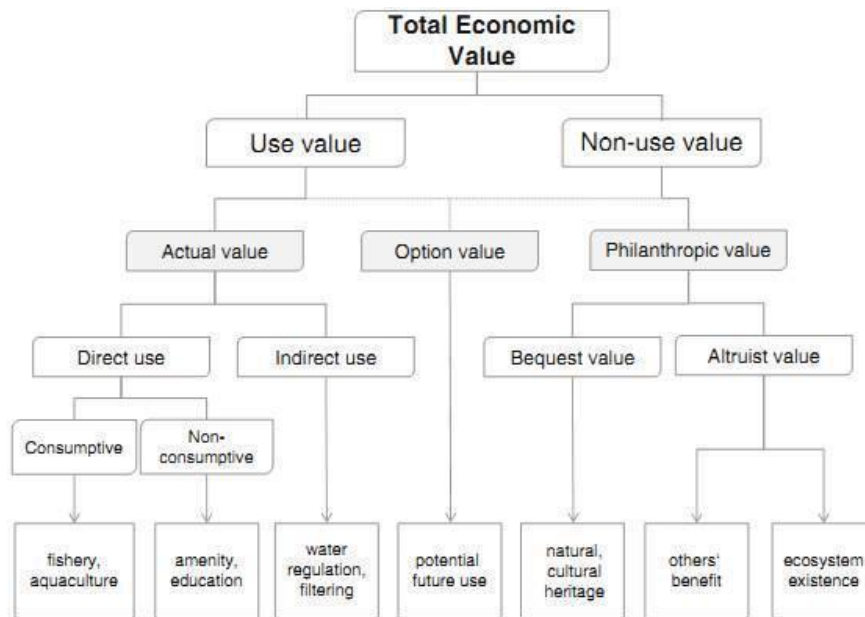 Total Economic
Value
Use value
Non-use value
Actual value
Option value
Philanthropic value
Direct use
Indirect use
Bequest value
Altruist value
Consumptive
Non-
consumptive
fishery,
aquaculture
amenity,
education
water
regulation,
filtering
potential
future use
natural,
cultural
heritage
others'
benefit
ecosystem
existence